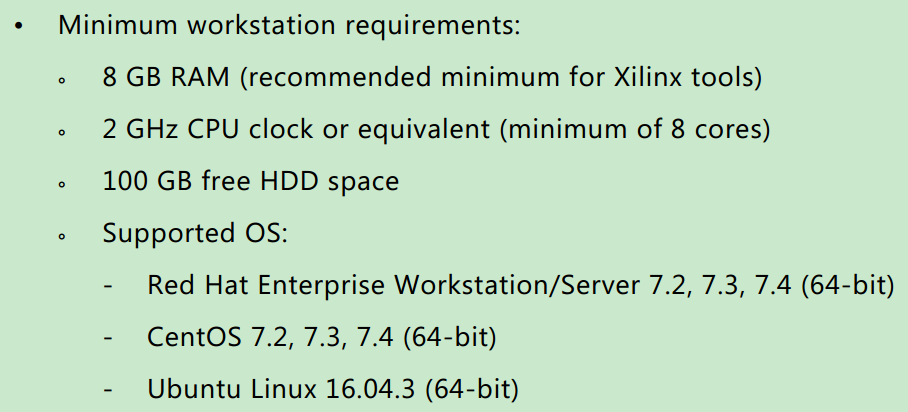 • Minimum workstation requirements:
∘ 8 GB RAM (recommended minimum for Xilinx tools)
∘ 2 GHz CPU clock or equivalent (minimum of 8 cores)
∘ 100 GB free HDD space
∘ Supported OS:
- Red Hat Enterprise Workstation/Server 7.2, 7.3, 7.4 (64-bit)
- CentOS 7.2, 7.3, 7.4 (64-bit)
- Ubuntu Linux 16.04.3 (64-bit)